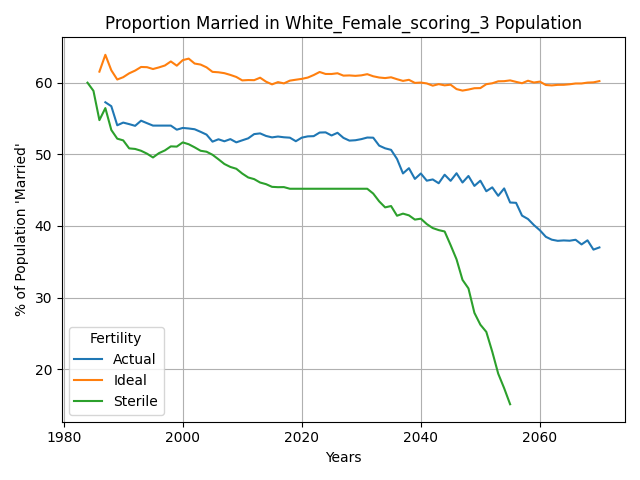 Proportion Married in White_Female_scoring_3 Population
% of Population 'Married'
60
50
40
30
20
Fertility
Actual
Ideal
Sterile
1980 2000 2020 2040 2060
Years